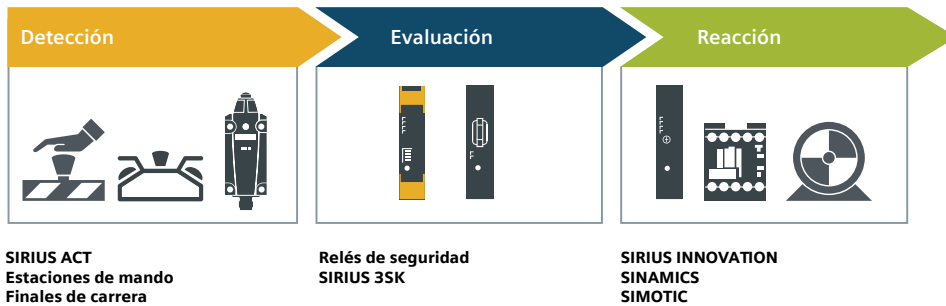 Detección
Evaluación
Reacción
SIRIUS ACT
Estaciones de mando
Finales de carrera
Relés de seguridad
SIRIUS 3SK
SIRIUS INNOVATION
SINAMICS
SIMOTIC